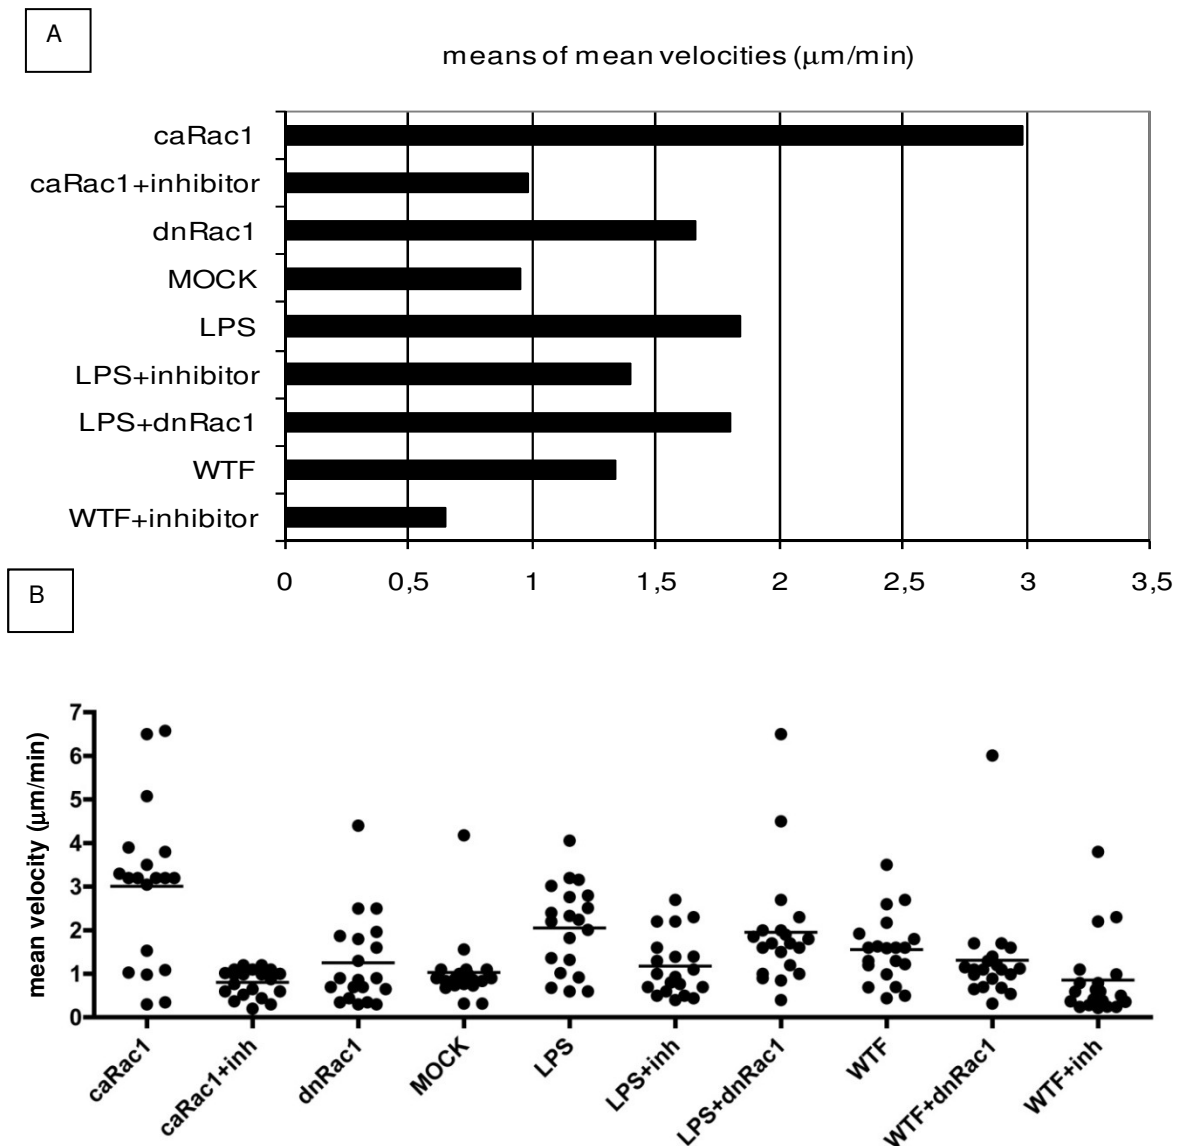 A
means of mean velocities (µm/min)
caRac1
caRac1+inhibitor
dnRac1
MOCK
LPS
LPS+inhibitor
LPS+dnRac1
WTF
WTF+inhibitor
0 0,5 1 1,5 2 2,5 3 3,5
B
mean velocity (µm/min)
7
6
5
4
3
2
1
0
caRac1
caRac1+inh
dnRac1
MOCK
LPS
LPS+inh
LPS+dnRac1
WTF
WTF+dnRac1
WTF+inh